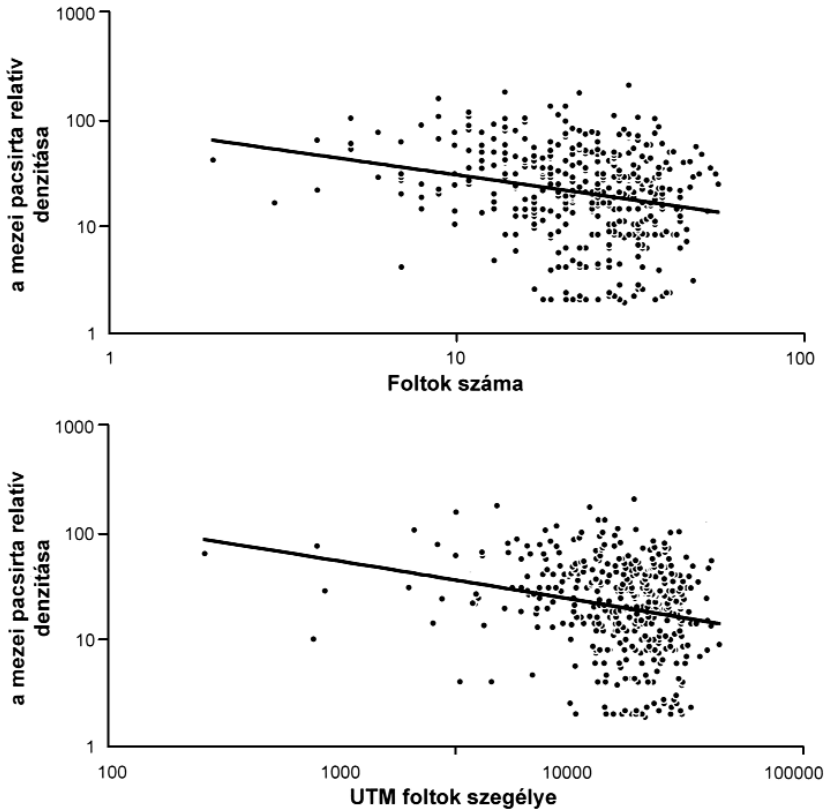 1000
100
10
1
a mezei pacsirta relatív
denzitása
1
10
100
Foltok száma
1000
100
10
1
a mezei pacsirta relatív
denzitása
100
1000
10000
100000
UTM foltok szegélye